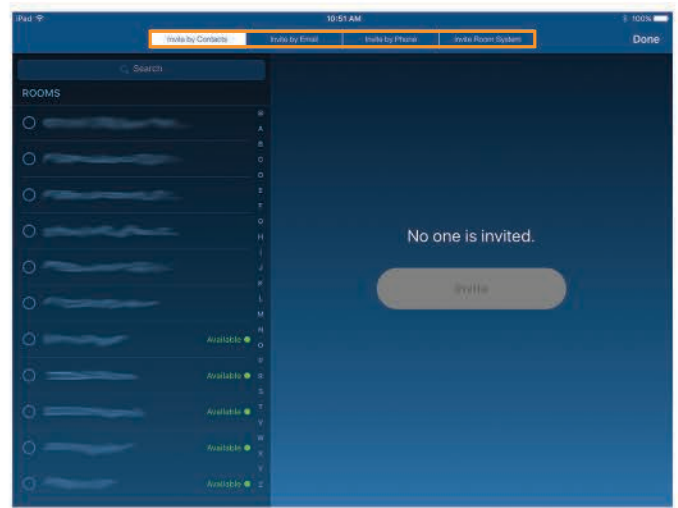 iPad 10:51 AM 100%
Invite by Contacts Invite by Email Invite by Phone Invite Room System Done
Search
ROOMS
No one is invited.
Invite
Available
Available
Available
Available
Available